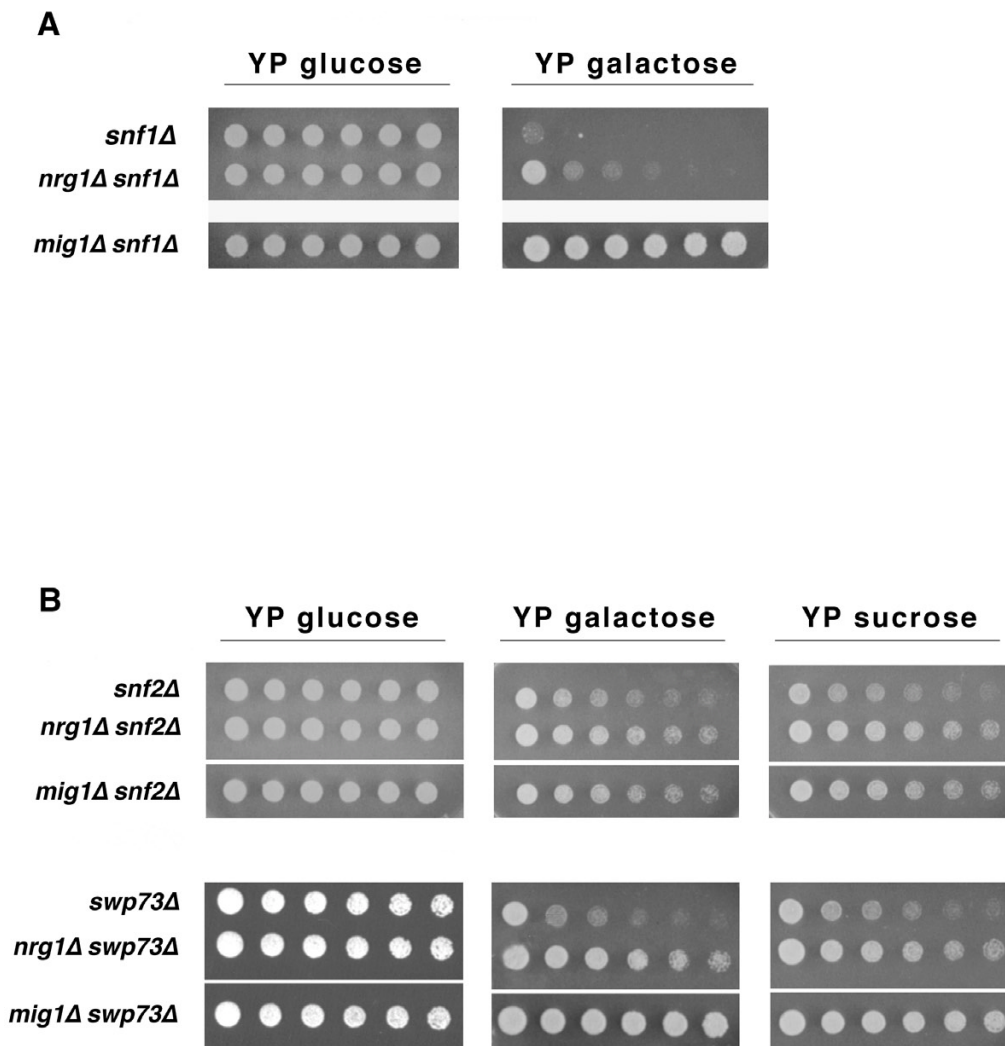 A
YP glucose YP galactose
snf1Δ
nrg1Δ snf1Δ
mig1Δ snf1Δ
B
YP glucose YP galactose YP sucrose
snf2Δ
nrg1Δ snf2Δ
mig1Δ snf2Δ
swp73Δ
nrg1Δ swp73Δ
mig1Δ swp73Δ